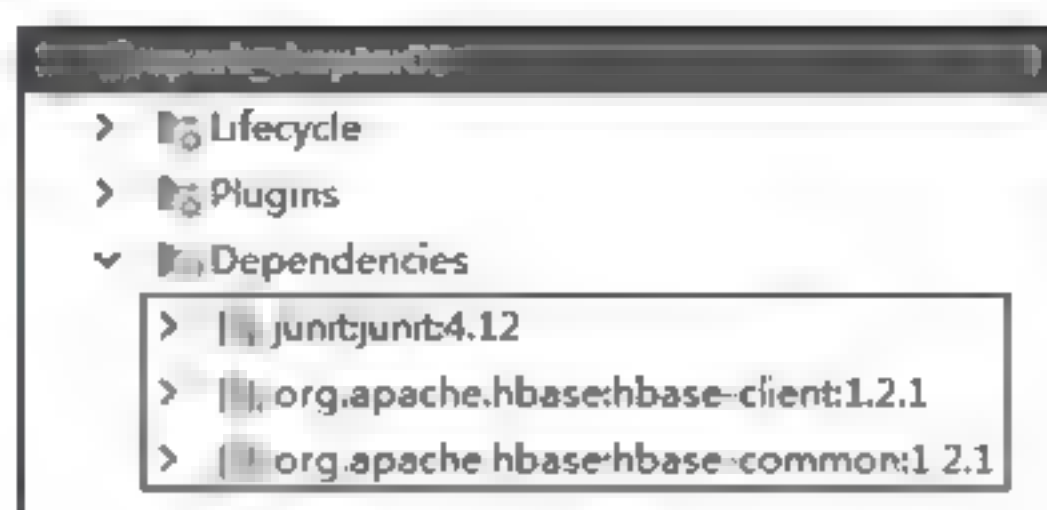 Lifecycle
Plugins
Dependencies
junit:junit:4.12
org.apache.hbase:hbase-client:1.2.1
org.apache.hbase:hbase-common:1.2.1